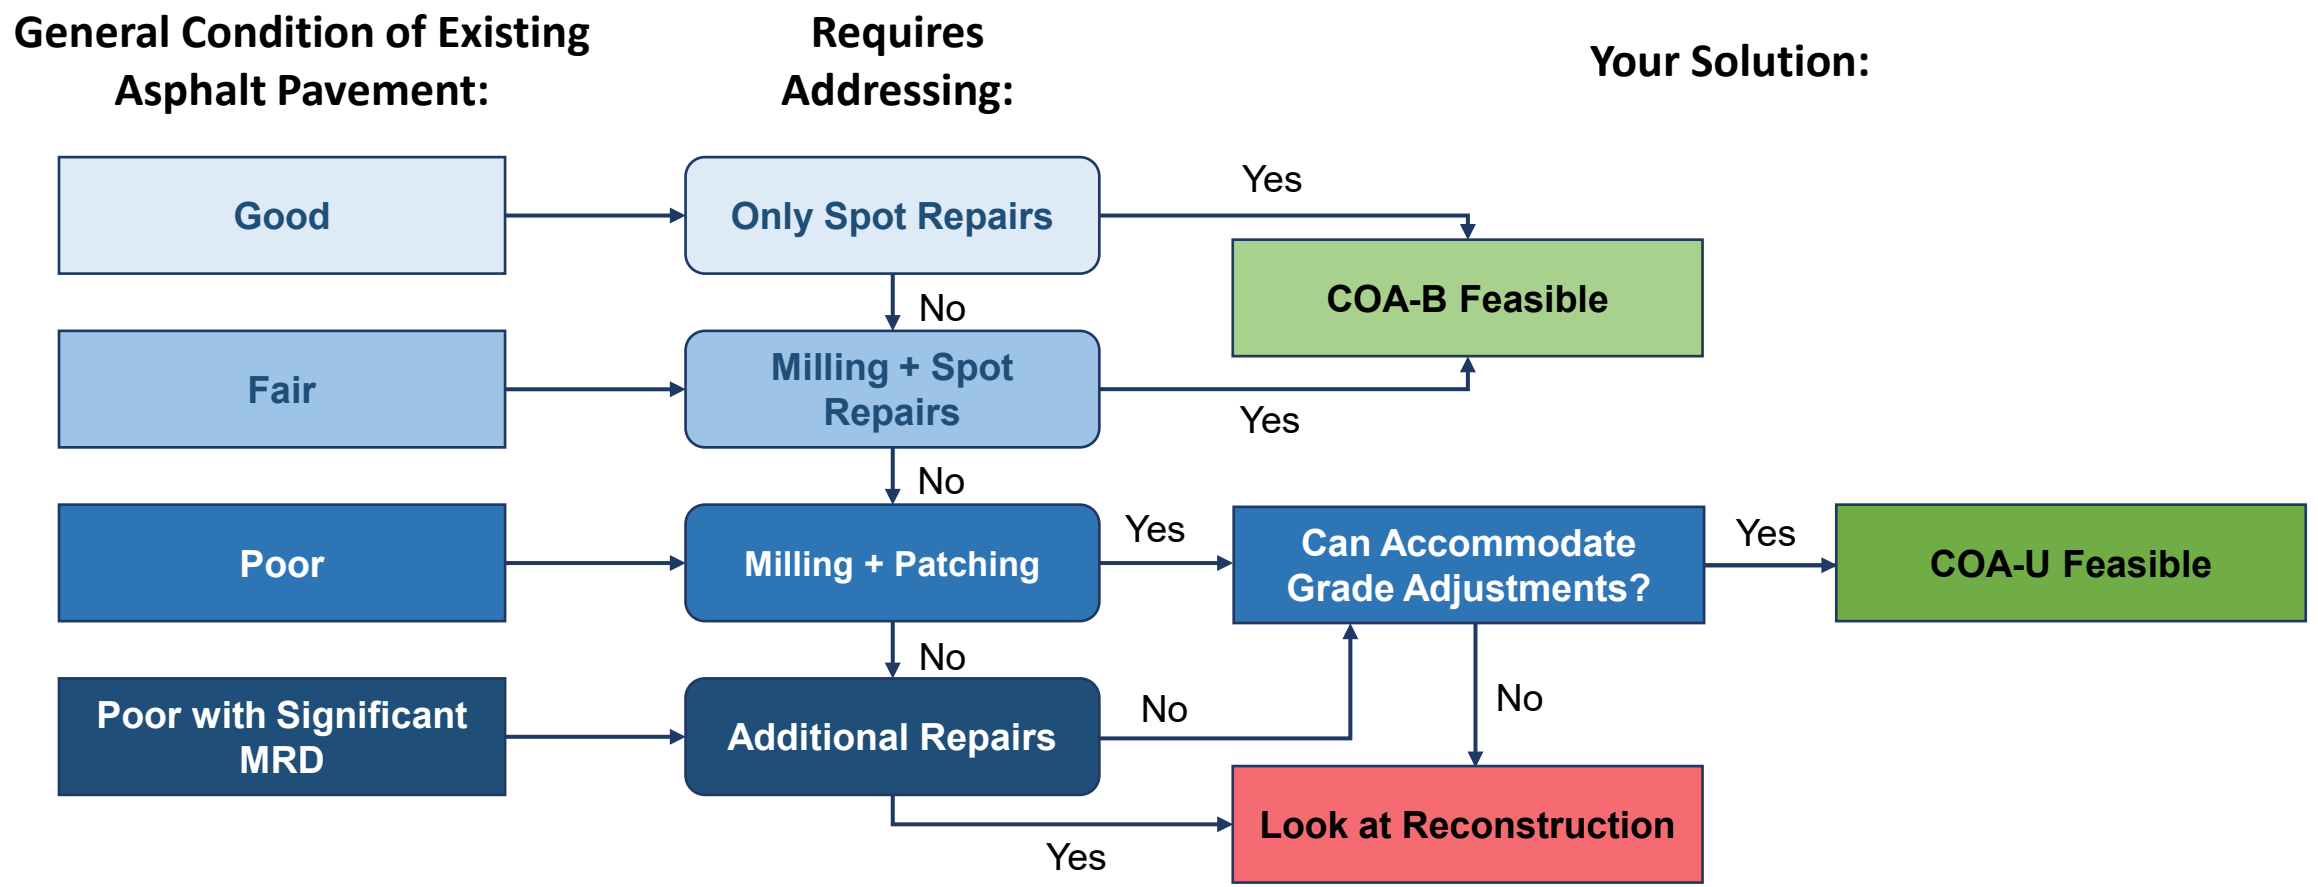 General Condition of Existing
Asphalt Pavement:
Requires
Addressing:
Your Solution:
Good
Only Spot Repairs
Yes
COA-B Feasible
No
Fair
Milling + Spot
Repairs
Yes
No
Poor
Milling + Patching
Yes
Can Accommodate
Grade Adjustments?
Yes
COA-U Feasible
No
Poor with Significant
MRD
Additional Repairs
No
No
Yes
Look at Reconstruction